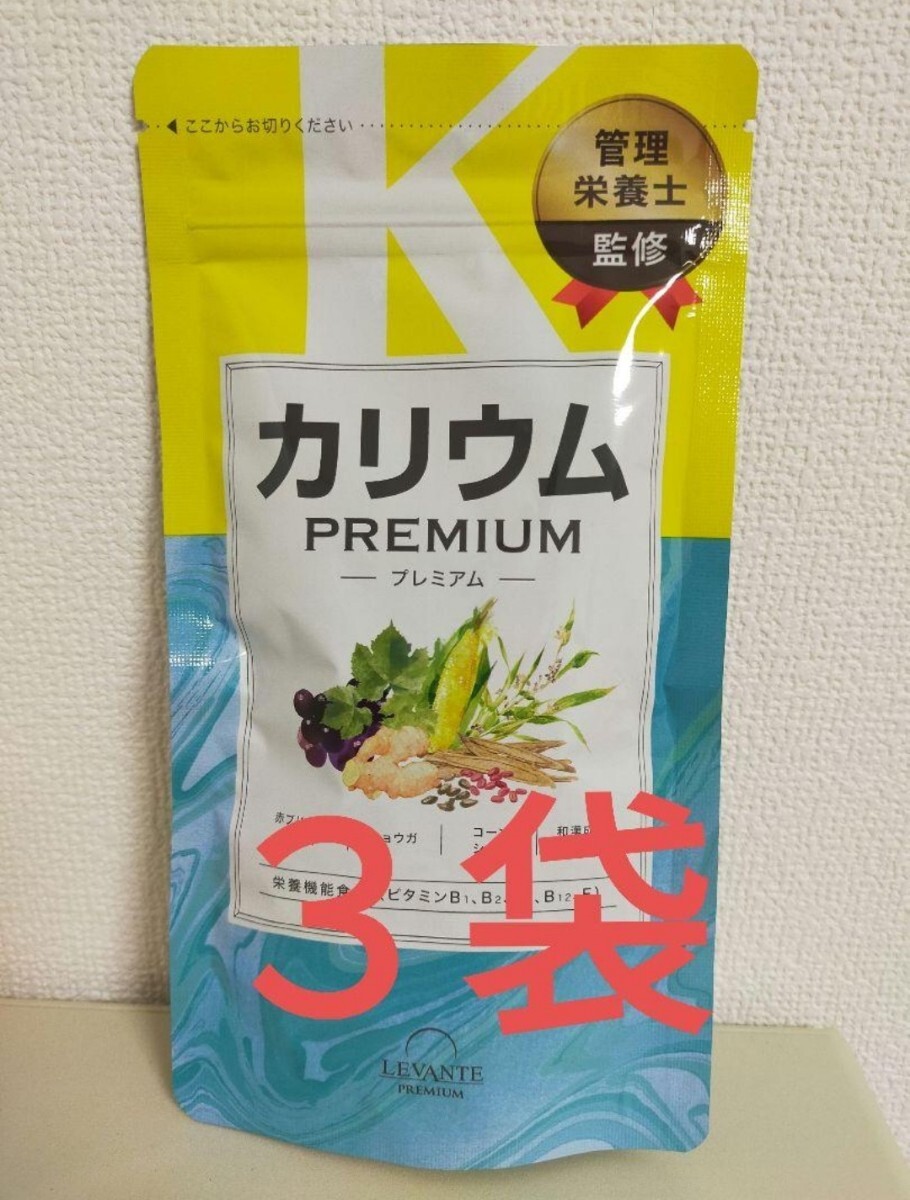 K
◀ ここからお切りください
管理
栄養士
監修
カリウム
PREMIUM
プレミアム
ョウガ
コー
和漢
栄養機能食 ビタミンB1、B2、 、B12、E)
3袋
LEVANTE
PREMIUM